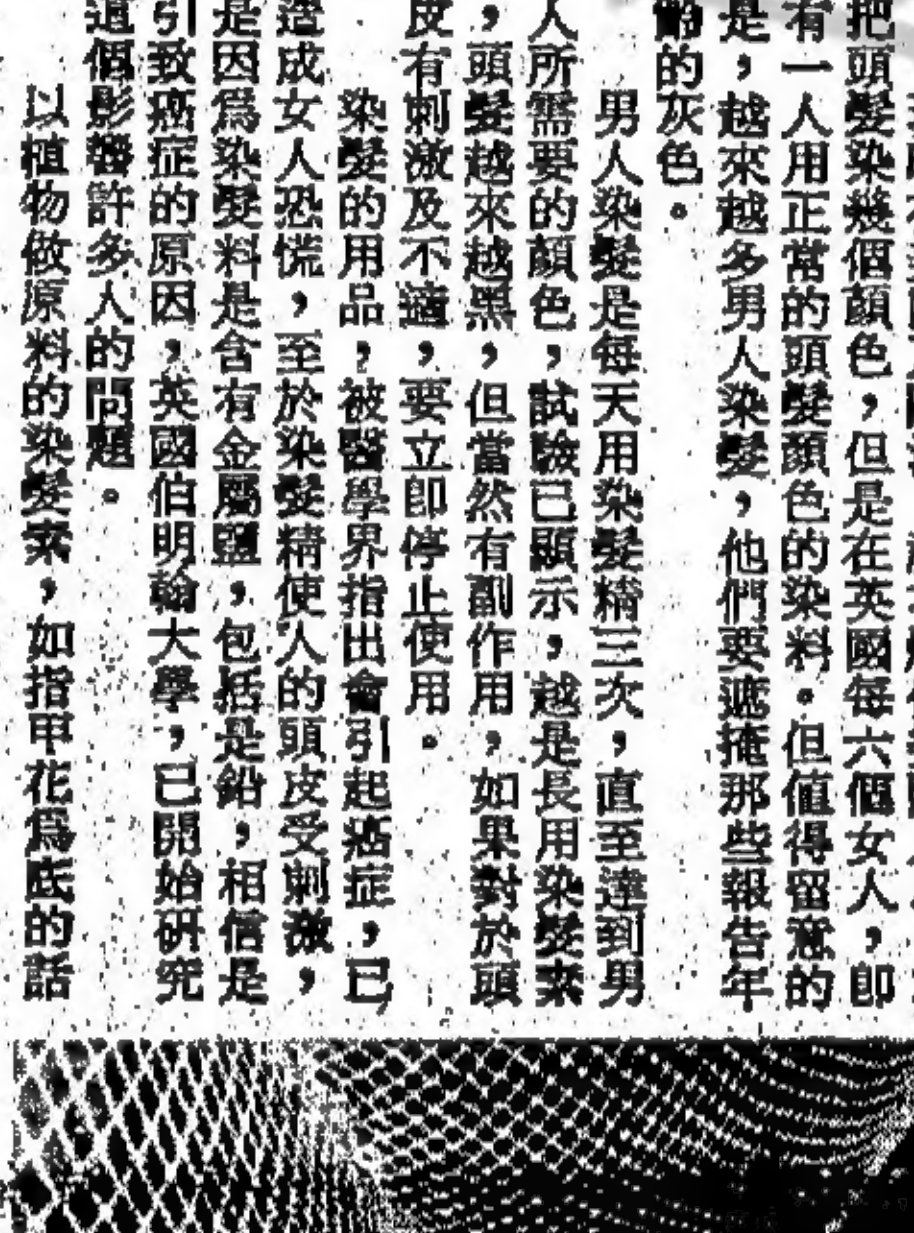 把頭髮染幾個顏色，但是在英國每六個女人，即
有一人用正常的頭髮顏色的染料。但值得留意的
是，越來越多男人染髮，他們要遮掩那些報告年
齡的灰色。
男人染髮是每天用染髮精三次，直至達到男
人所需要的顏色，試驗已顯示，越是長用染髮素
，頭髮越來越黑，但當然有副作用，如果對於頭
皮有刺激及不適，要立即停止使用。
染髮的用品，被醫學界指出會引起癌症，已
造成女人恐慌，至於染髮精使人的頭皮受刺激，
是因爲染髮料是含有金屬鹽，包括是鉛，相信是
引致癌症的原因，英國伯明翰大學，已開始研究
這個影響許多人的問題。
以植物做原料的染髮素，如指甲花爲底的話